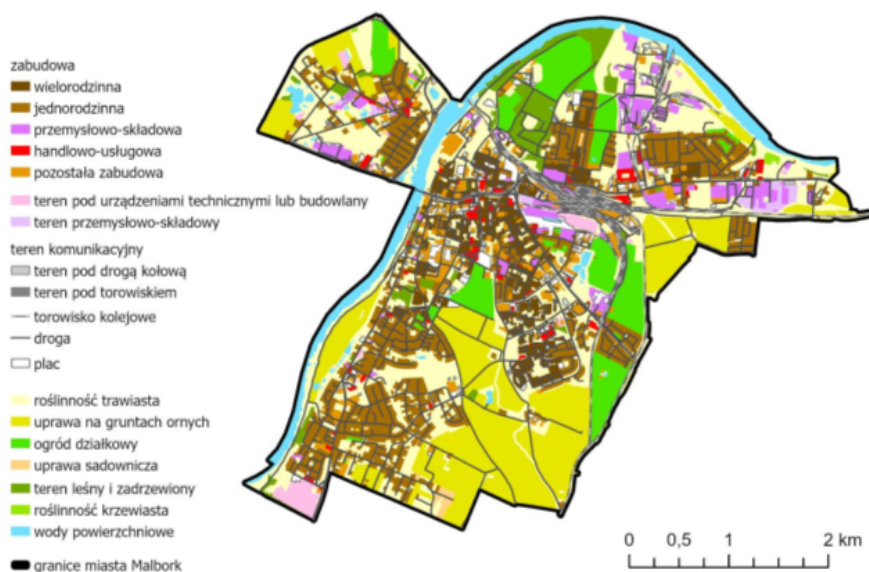 zabudowa
wielorodzinna
jednorodzinna
przemysłowo-składowa
handlowo-usługowa
pozostała zabudowa
teren pod urządzeniami technicznymi lub budowlany
teren przemysłowo-składowy
teren komunikacyjny
teren pod drogą kołową
teren pod torowiskiem
torowisko kolejowe
droga
plac
roślinność trawiasta
uprawa na gruntach ornych
ogród działkowy
uprawa sadownicza
teren leśny i zadrzewiony
roślinność krzewiasta
wody powierzchniowe
granice miasta Malbork
0 0,5 1 2 km